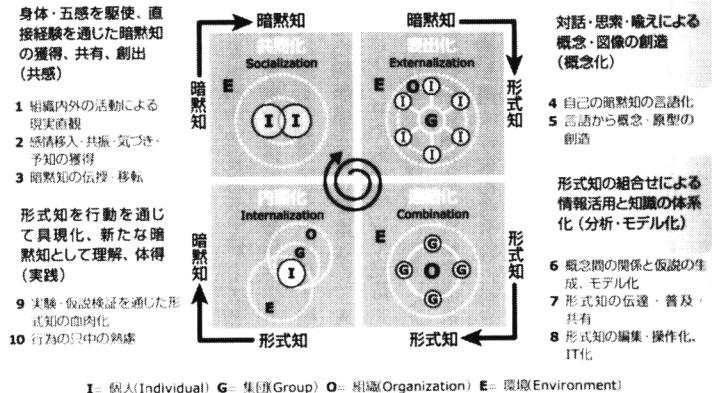 身体・五感を駆使、直
接経験を通じた暗黙知
の獲得、共有、創出
(共感)
1 組織内外の活動による
現実直観
2 感情移入・共振・気づき・
予知の獲得
3 暗黙知の伝授・移転
形式知を行動を通じ
て具現化、新たな暗
黙知として理解、体得
(実践)
9 実験・仮説検証を通じた形
式知の血肉化
10 行為の只中の熟慮
暗黙知
暗黙知
暗黙知
暗黙知
共同化
Socialization
E
I
I
表出化
Externalization
E
O
I
I
I
G
I
I
I
内面化
Internalization
O
G
I
E
連結化
Combination
E
G
G
O
G
G
形式知
形式知
形式知
形式知
対話・思索・喩えによる
概念・図像の創造
(概念化)
4 自己の暗黙知の言語化
5 言語から概念・原型の
創造
形式知の組合せによる
情報活用と知識の体系
化(分析・モデル化)
6 概念間の関係と仮説の生
成、モデル化
7 形式知の伝達・普及・
共有
8 形式知の編集・操作化、
IT化
I= 個人(Individual) G= 集団(Group) O= 組織(Organization) E= 環境(Environment)